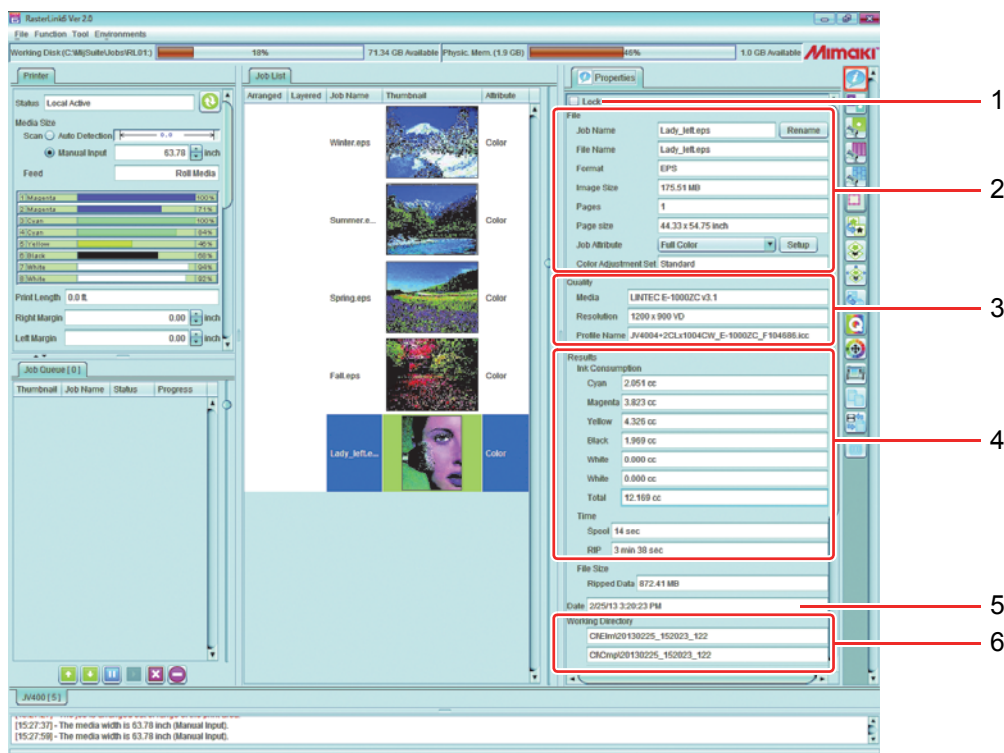 RasterLink6 Ver 2.0
File Function Tool Environments
Working Disk (C:\MijSuite\Jobs\RL01:) 18% 71.34 GB Available Physic. Mem. (1.9 GB) 46% 1.0 GB Available MIMAKI
Printer
Status Local Active
Media Size
Scan Auto Detection 0.0
Manual Input 63.78 inch
Feed Roll Media
1 Magenta 100%
2 Magenta 71%
3 Cyan 100%
4 Cyan 84%
5 Yellow 46%
6 Black 68%
7 White 94%
8 White 92%
Print Length 0.0 ft.
Right Margin 0.00 inch
Left Margin 0.00 inch
Job Queue [ 0 ]
Thumbnail Job Name Status Progress
Job List
Arranged Layered Job Name Thumbnail Attribute
Winter.eps Color
Summer.e... Color
Spring.eps Color
Fall.eps Color
Lady_left.e... Color
Properties
Lock
File
Job Name Lady_left.eps Rename
File Name Lady_left.eps
Format EPS
Image Size 175.51 MB
Pages 1
Page size 44.33 x 54.75 inch
Job Attribute Full Color Setup
Color Adjustment Set Standard
Quality
Media LINTEC E-1000ZC v3.1
Resolution 1200 x 900 VD
Profile Name JV4004+2CLx1004CW_E-1000ZC_F104686.icc
Results
Ink Consumption
Cyan 2.051 cc
Magenta 3.823 cc
Yellow 4.326 cc
Black 1.969 cc
White 0.000 cc
White 0.000 cc
Total 12.169 cc
Time
Spool 14 sec
RIP 3 min 38 sec
File Size
Ripped Data 872.41 MB
Date 2/25/13 3:20:23 PM
Working Directory
CI\Elm\20130225_152023_122
CI\Cmp\20130225_152023_122
1
2
3
4
5
6
JV400 [ 5 ]
[15:27:37] - The media width is 63.78 inch (Manual Input).
[15:27:59] - The media width is 63.78 inch (Manual Input).